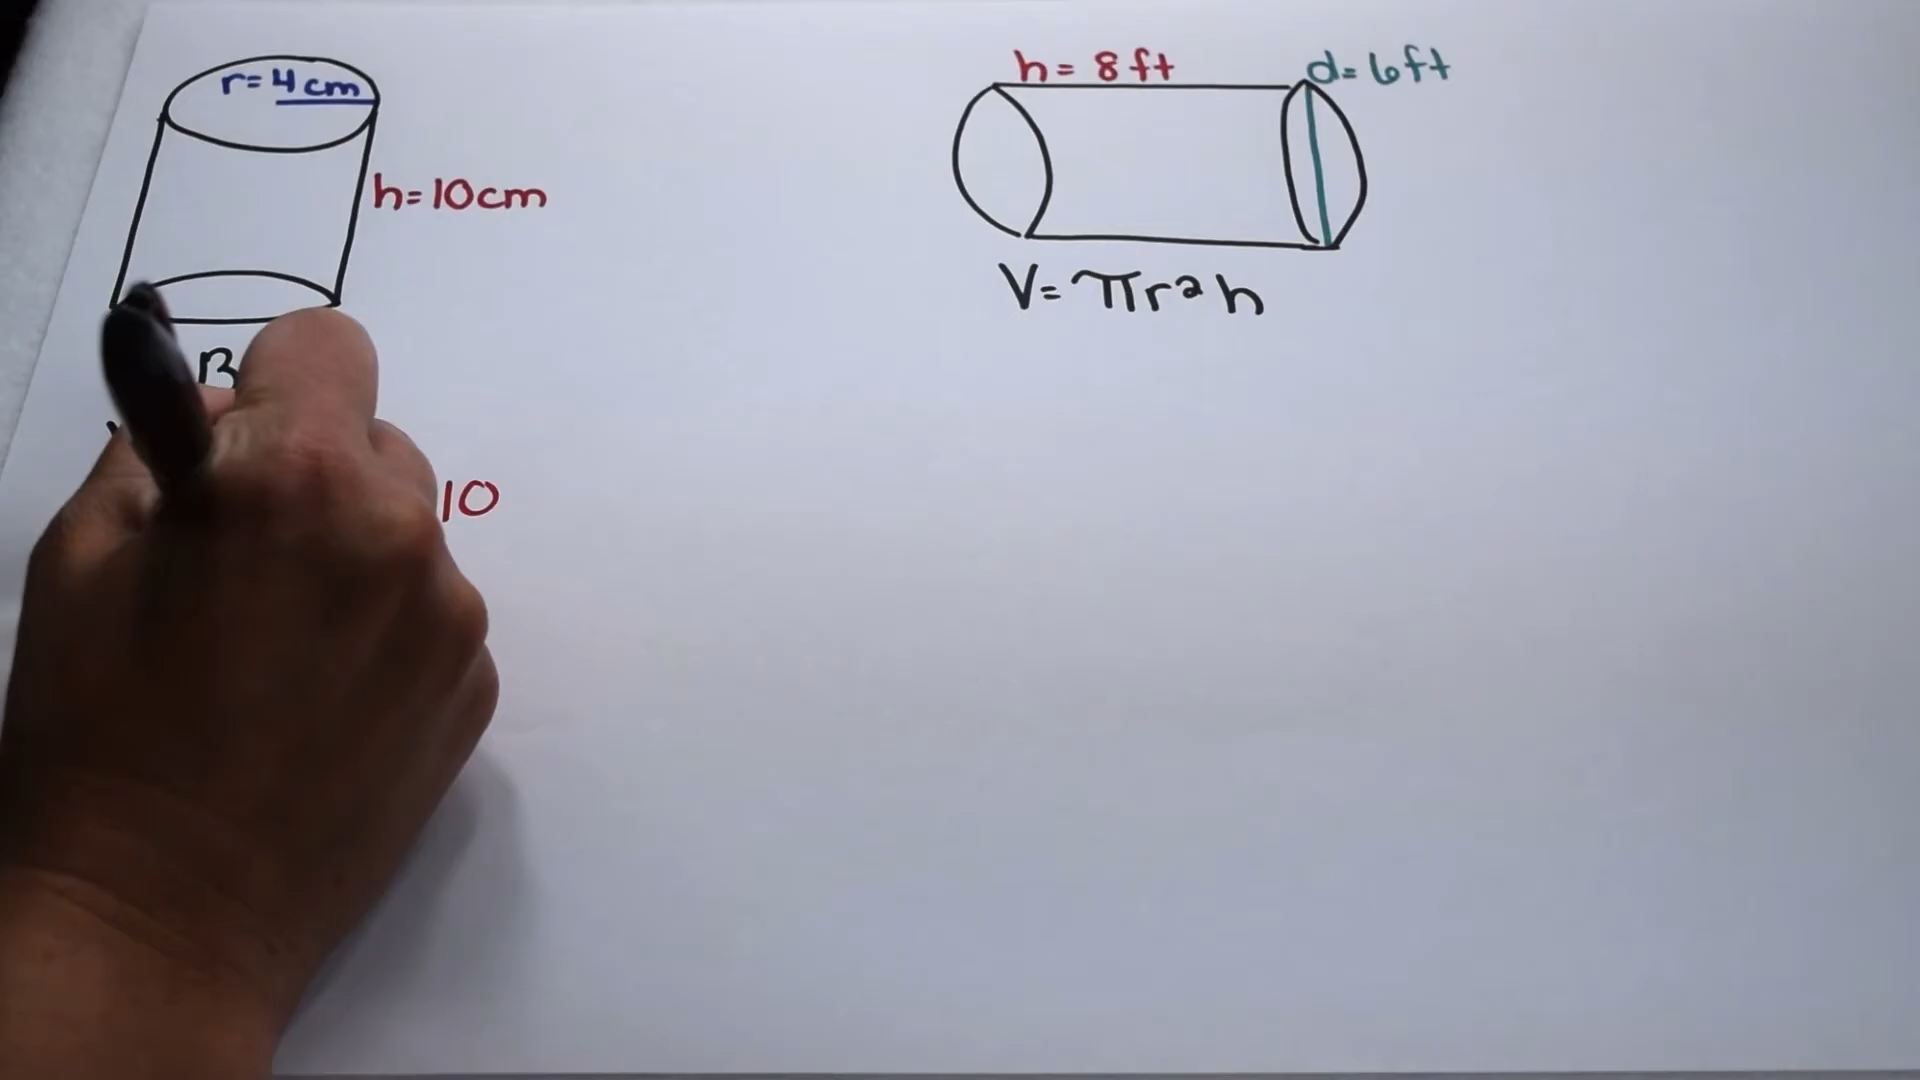 r=4cm
h=10cm
B
10
h=8ft
d=6ft
V=πr²h